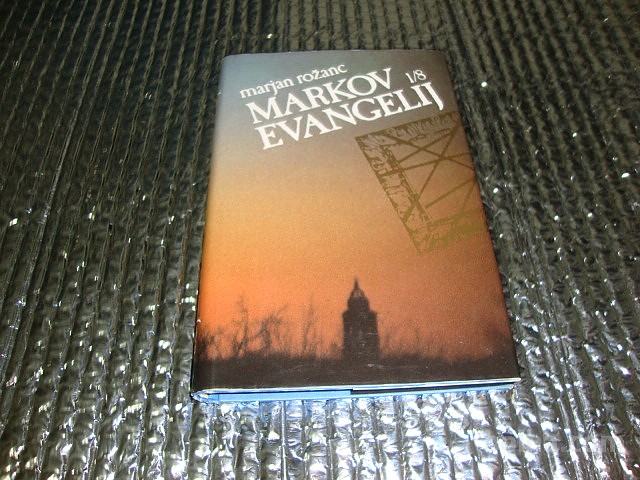 marjan rožanc
MARKOV 1/8
EVANGELIJ